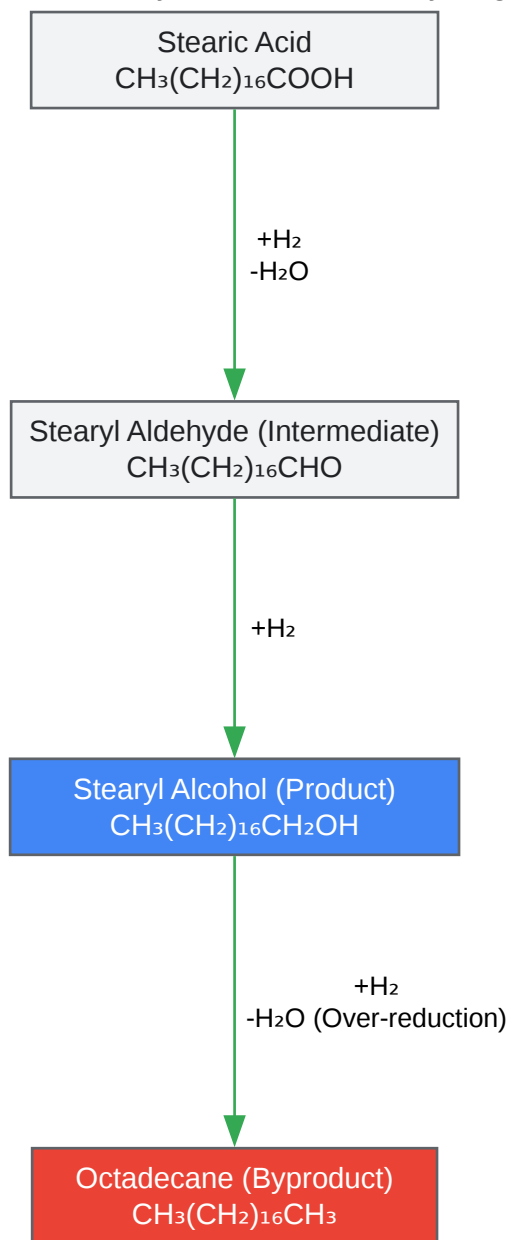 Stearic Acid
CH₃(CH₂)₁₆COOH
+H₂
-H₂O
Stearyl Aldehyde (Intermediate)
CH₃(CH₂)₁₆CHO
+H₂
Stearyl Alcohol (Product)
CH₃(CH₂)₁₆CH₂OH
+H₂
-H₂O (Over-reduction)
Octadecane (Byproduct)
CH₃(CH₂)₁₆CH₃